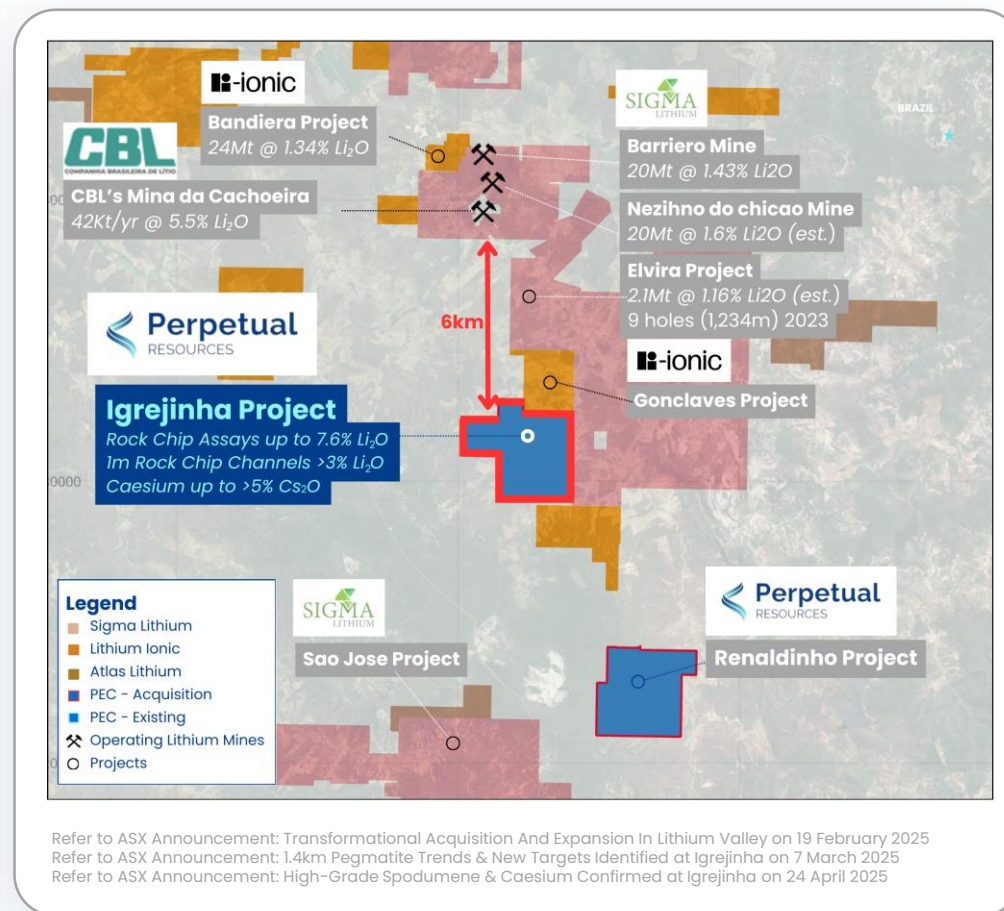 ionic
Bandiera Project
24Mt @ 1.34% Li₂O
CBL
COMPANHIA BRASILEIRA DE LÍTIO
CBL's Mina da Cachoeira
42Kt/yr @ 5.5% Li₂O
SIGMA
LITHIUM
BRAZIL
Barriero Mine
20Mt @ 1.43% Li2O
Nezihno do chicao Mine
20Mt @ 1.6% Li2O (est.)
Elvira Project
2.1Mt @ 1.16% Li2O (est.)
9 holes (1,234m) 2023
6km
Perpetual
RESOURCES
ionic
Gonclaves Project
Igrejinha Project
Rock Chip Assays up to 7.6% Li₂O
1m Rock Chip Channels >3% Li₂O
Caesium up to >5% Cs₂O
Legend
Sigma Lithium
Lithium Ionic
Atlas Lithium
PEC - Acquisition
PEC - Existing
Operating Lithium Mines
Projects
SIGMA
LITHIUM
Sao Jose Project
Perpetual
RESOURCES
Renaldinho Project
Refer to ASX Announcement: Transformational Acquisition And Expansion In Lithium Valley on 19 February 2025
Refer to ASX Announcement: 1.4km Pegmatite Trends & New Targets Identified at Igrejinha on 7 March 2025
Refer to ASX Announcement: High-Grade Spodumene & Caesium Confirmed at Igrejinha on 24 April 2025